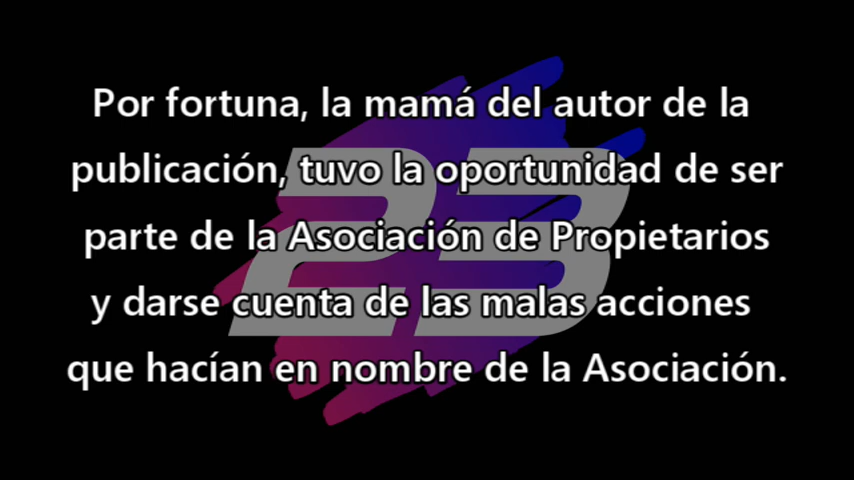 Por fortuna, la mamá del autor de la
publicación, tuvo la oportunidad de ser
parte de la Asociación de Propietarios
y darse cuenta de las malas acciones
que hacían en nombre de la Asociación.
23